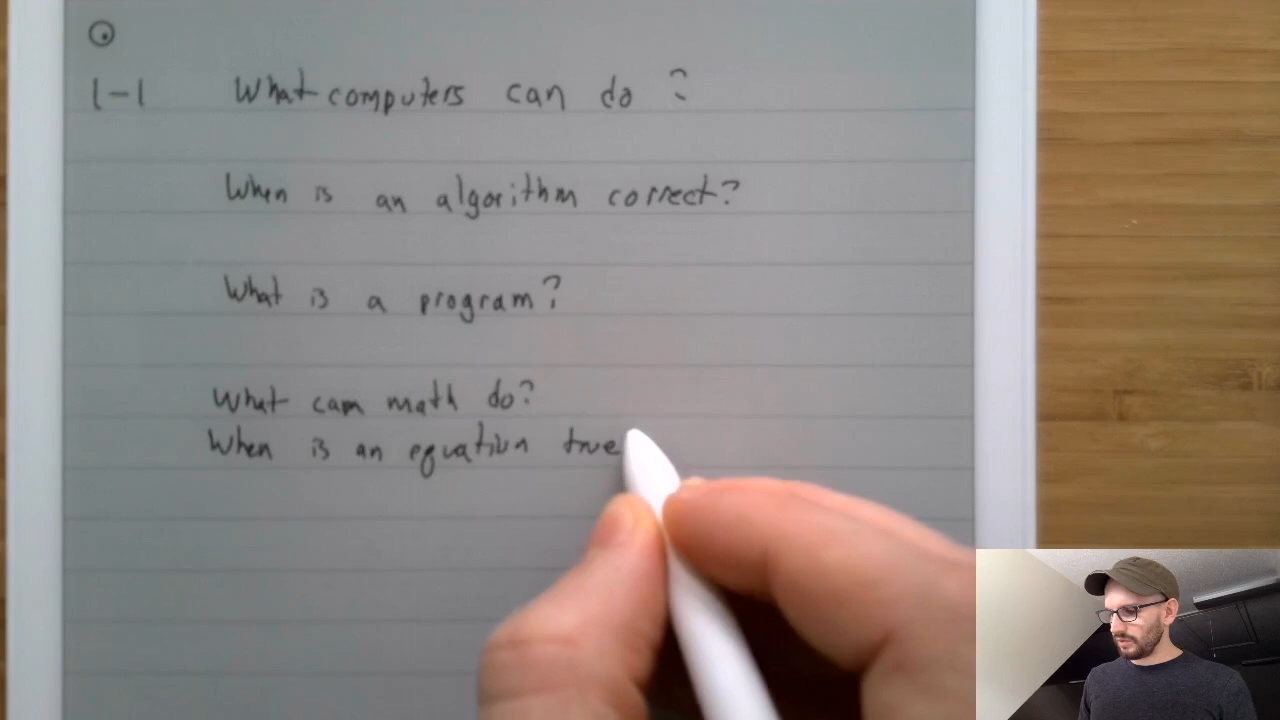 1-1 What computers can do?
When is an algorithm correct?
What is a program?
What can math do?
When is an equation true